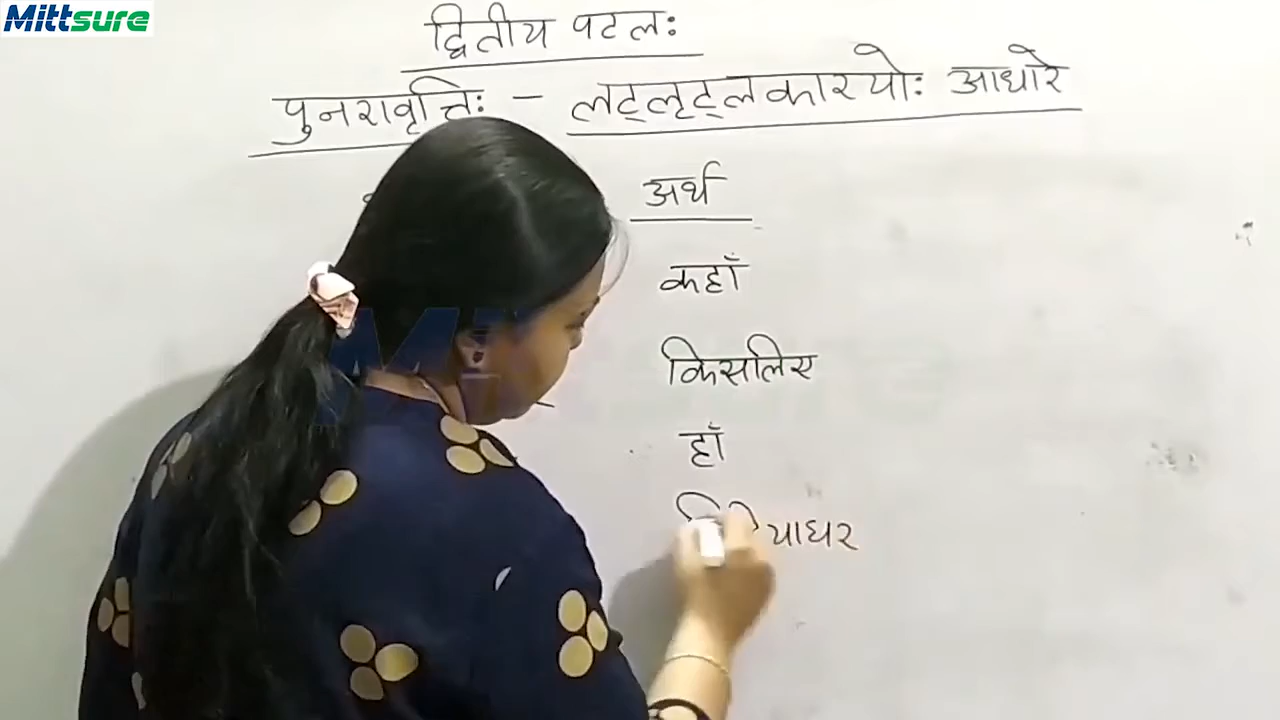 Mittsure
द्वितीय पटलः
पुनरावृत्तिः - लट्लृट्लकारयोः आधारे
अर्थ
कहाँ
किसलिए
हाँ